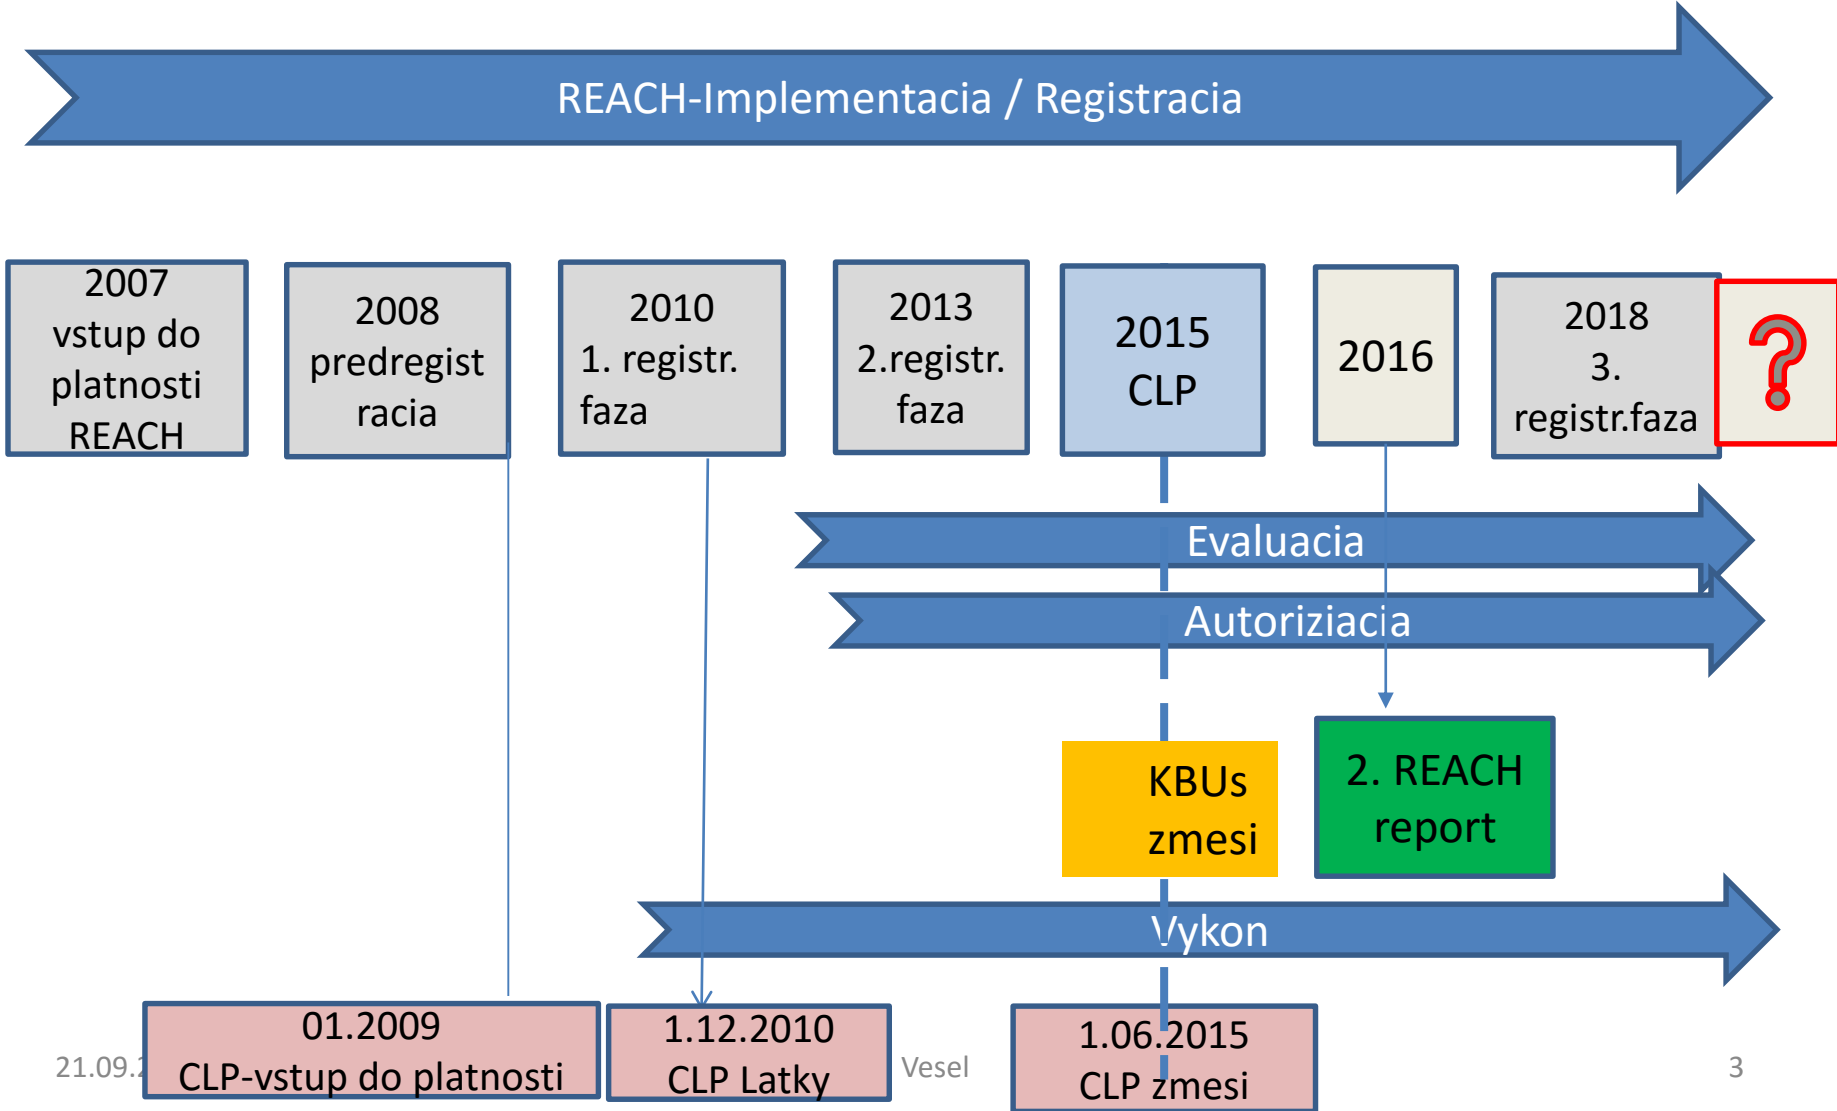 REACH-Implementacia / Registracia
2007
vstup do
platnosti
REACH
2008
predregist
racia
2010
1. registr.
faza
2013
2.registr.
faza
2015
CLP
2016
2018
3.
registr.faza
?
Evaluacia
Autoriziacia
KBUs
zmesi
2. REACH
report
Vykon
01.2009
CLP-vstup do platnosti
1.12.2010
CLP Latky
1.06.2015
CLP zmesi
21.09.
Vesel
3